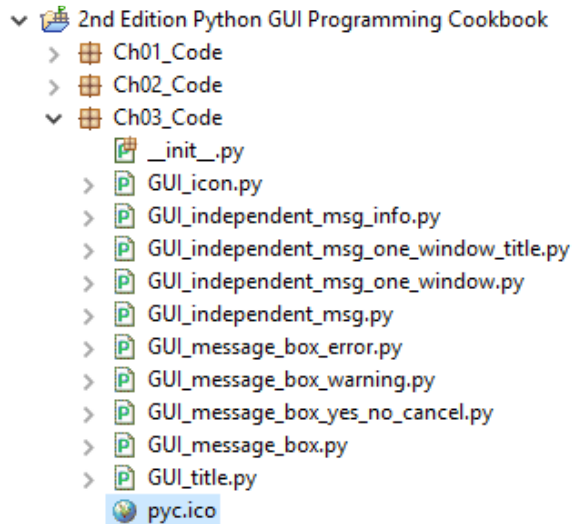 2nd Edition Python GUI Programming Cookbook
Ch01_Code
Ch02_Code
Ch03_Code
__init__.py
GUI_icon.py
GUI_independent_msg_info.py
GUI_independent_msg_one_window_title.py
GUI_independent_msg_one_window.py
GUI_independent_msg.py
GUI_message_box_error.py
GUI_message_box_warning.py
GUI_message_box_yes_no_cancel.py
GUI_message_box.py
GUI_title.py
pyc.ico